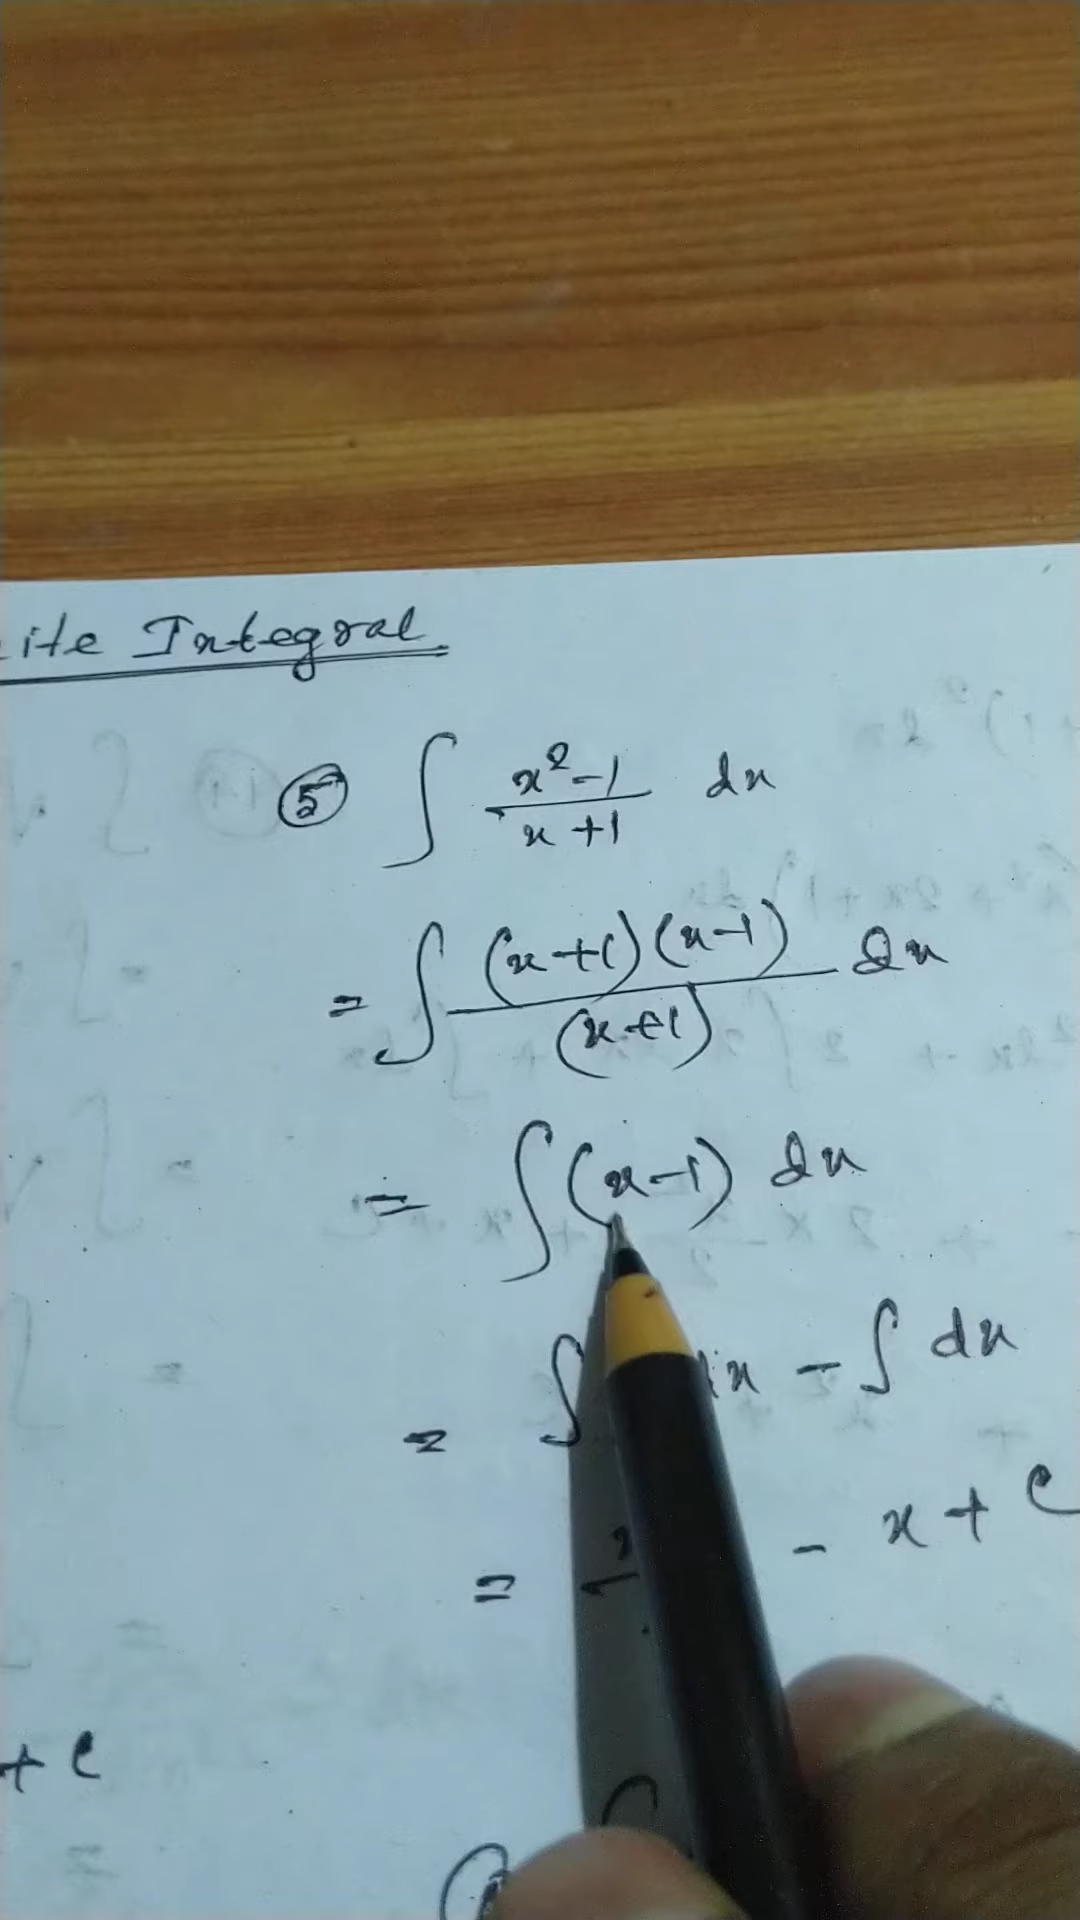 ite Integral
⑤ ∫ x²-1 / x+1 dx
= ∫ (x+1)(x-1) / (x+1) dx
= ∫ (x-1) dx
= ∫ dx - ∫ dx
= - x + c
+ c